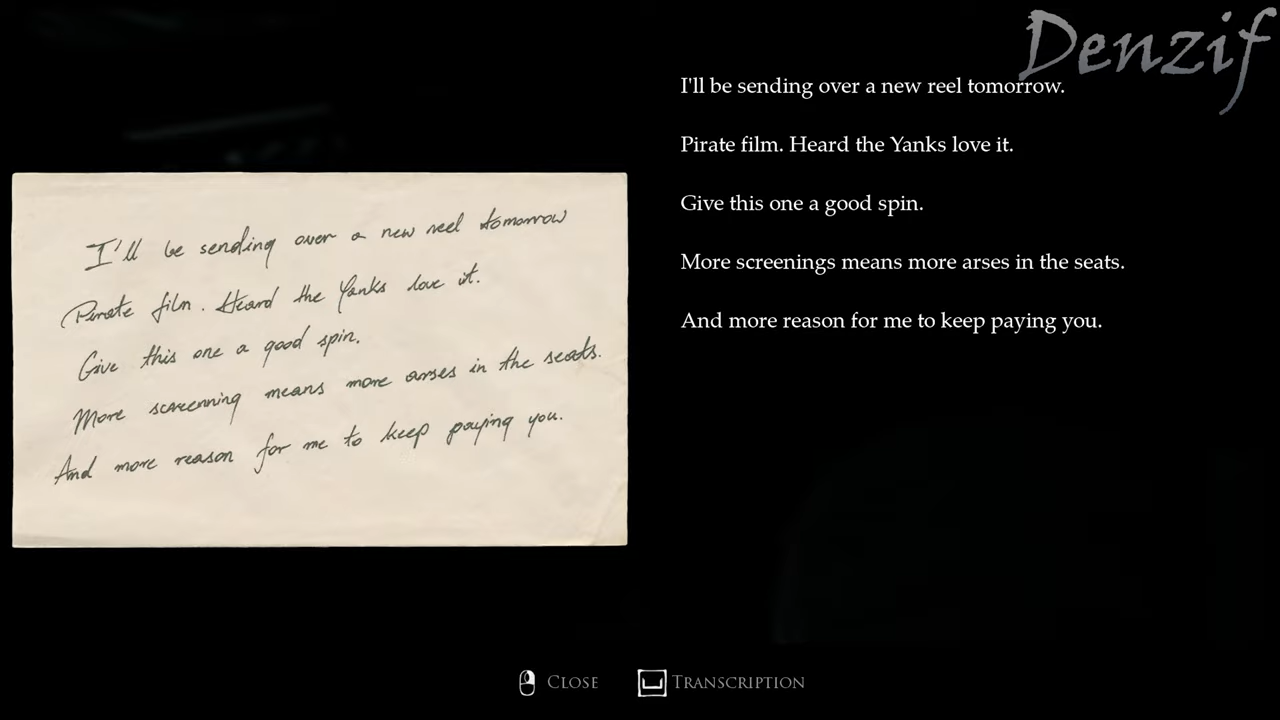 Denzif
I'll be sending over a new reel tomorrow
Pirate film. Heard the Yanks love it.
Give this one a good spin.
More screenning means more arses in the seats.
And more reason for me to keep paying you.
I'll be sending over a new reel tomorrow.
Pirate film. Heard the Yanks love it.
Give this one a good spin.
More screenings means more arses in the seats.
And more reason for me to keep paying you.
CLOSE TRANSCRIPTION